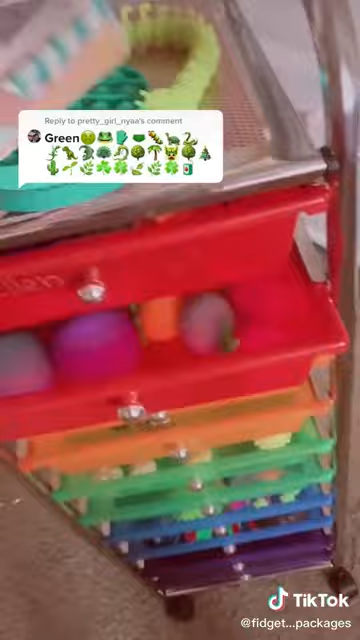 Reply to pretty_girl_nyaa's comment
Green🤢🐸🥦🩲🐛🦕🐍
🐉🦖🐊🌳🐲🌳🌴🐯🌳🎄
🌵🌱🌿☘️🍀🍃🌿🍀🧃
TikTok
@fidget...packages